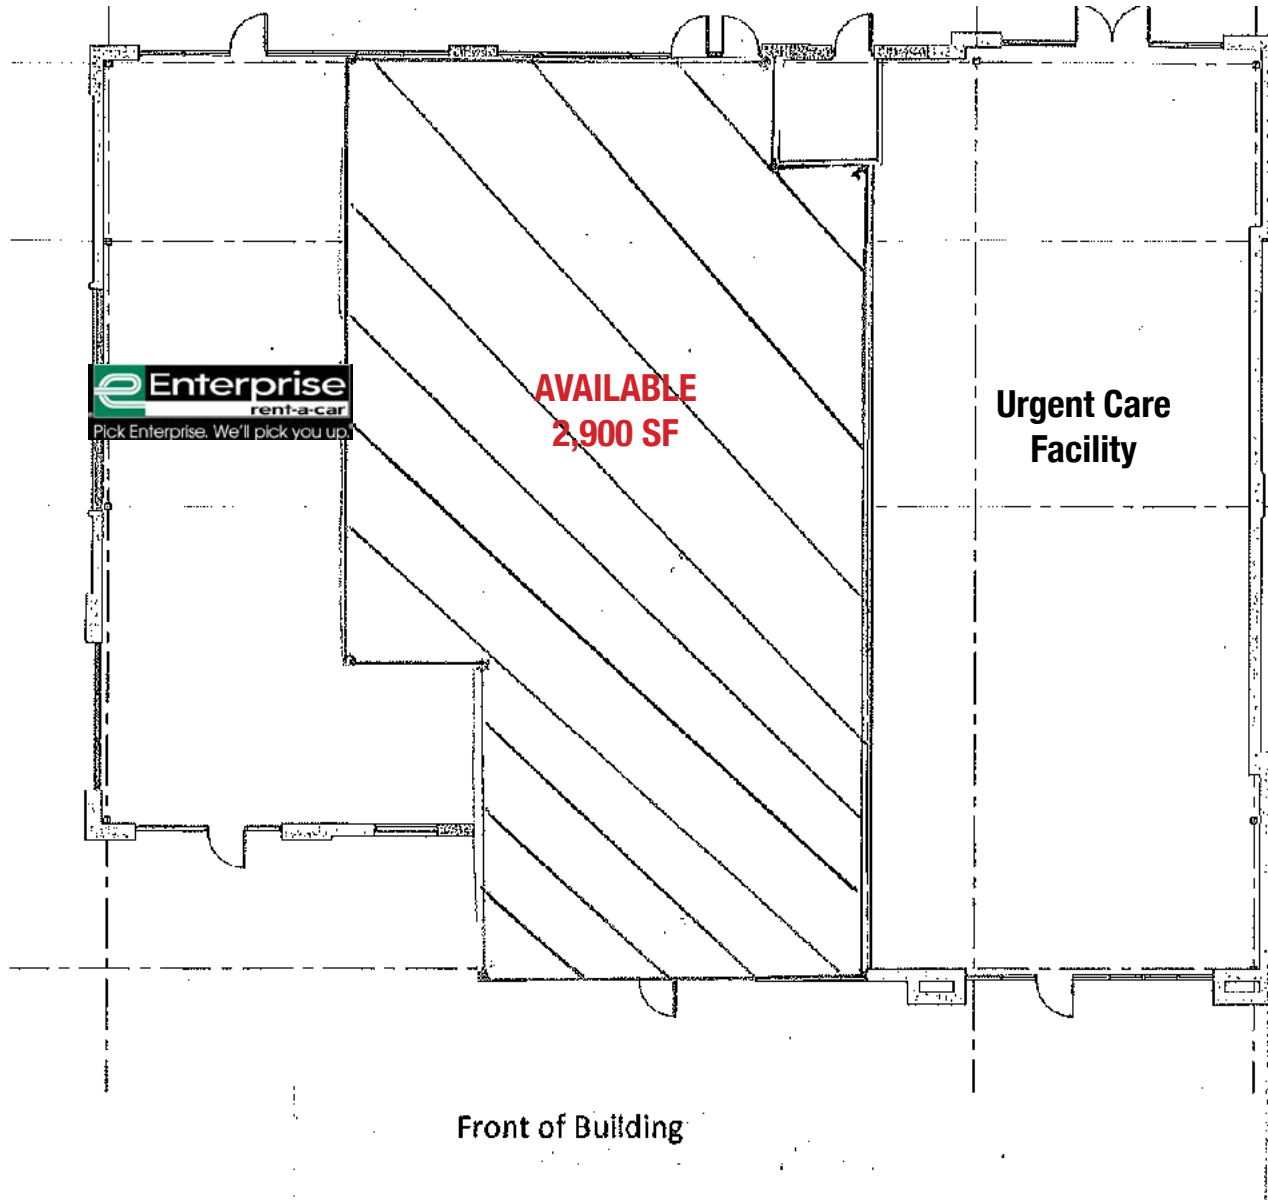 Enterprise
rent-a-car
Pick Enterprise. We'll pick you up.
AVAILABLE
2,900 SF
Urgent Care
Facility
Front of Building